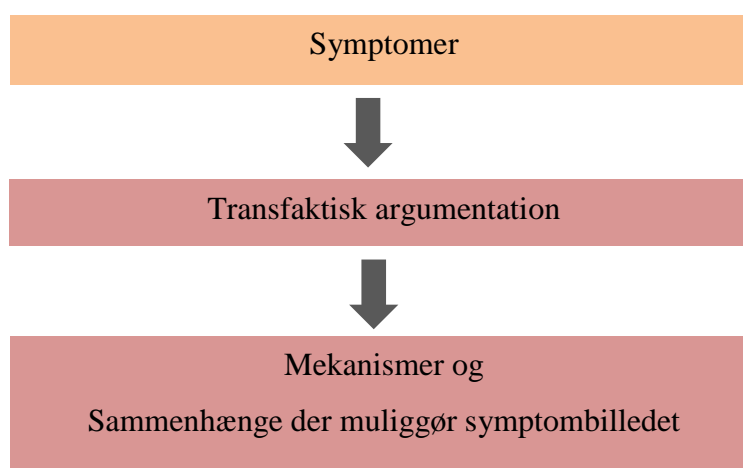 Symptomer
Transfaktisk argumentation
Mekanismer og
Sammenhænge der muliggør symptombilledet